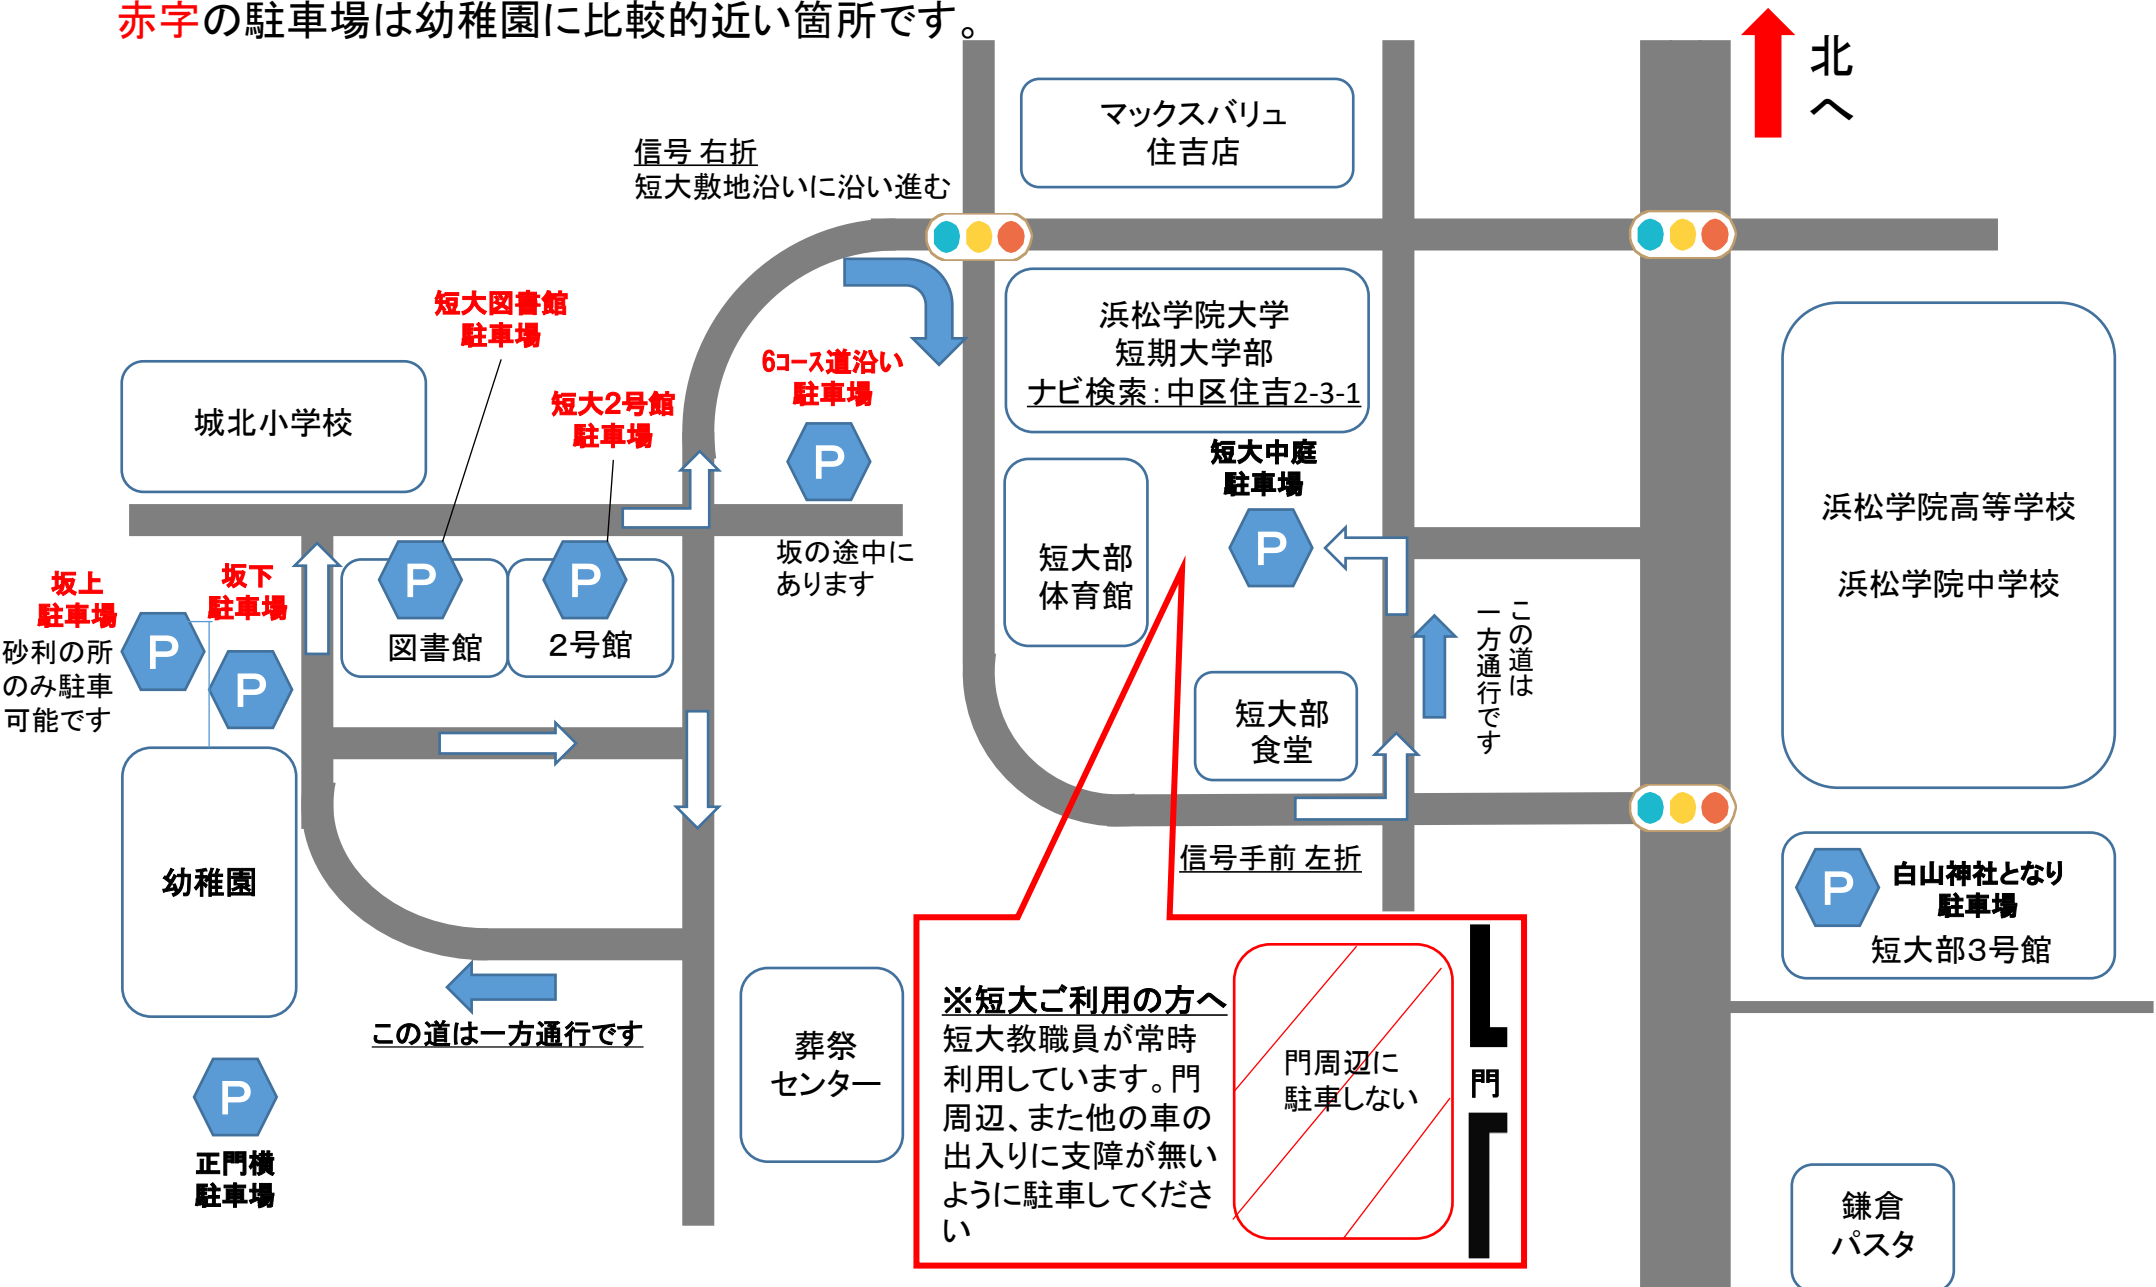 赤字の駐車場は幼稚園に比較的近い箇所です。
北
へ
マックスバリュ
住吉店
信号 右折
短大敷地沿いに沿い進む
短大図書館
駐車場
6コース道沿い
駐車場
短大2号館
駐車場
浜松学院大学
短期大学部
ナビ検索：中区住吉2-3-1
城北小学校
P
短大中庭
駐車場
浜松学院高等学校
浜松学院中学校
坂の途中に
あります
短大部
体育館
P
坂上
駐車場
砂利の所
のみ駐車
可能です
坂下
駐車場
P
P
P
図書館
P
2号館
この道は
一方通行です
短大部
食堂
信号手前 左折
幼稚園
P
白山神社となり
駐車場
短大部3号館
この道は一方通行です
葬祭
センター
※短大ご利用の方へ
短大教職員が常時
利用しています。門
周辺、また他の車の
出入りに支障が無い
ように駐車してくださ
い
門周辺に
駐車しない
門
P
正門横
駐車場
鎌倉
パスタ